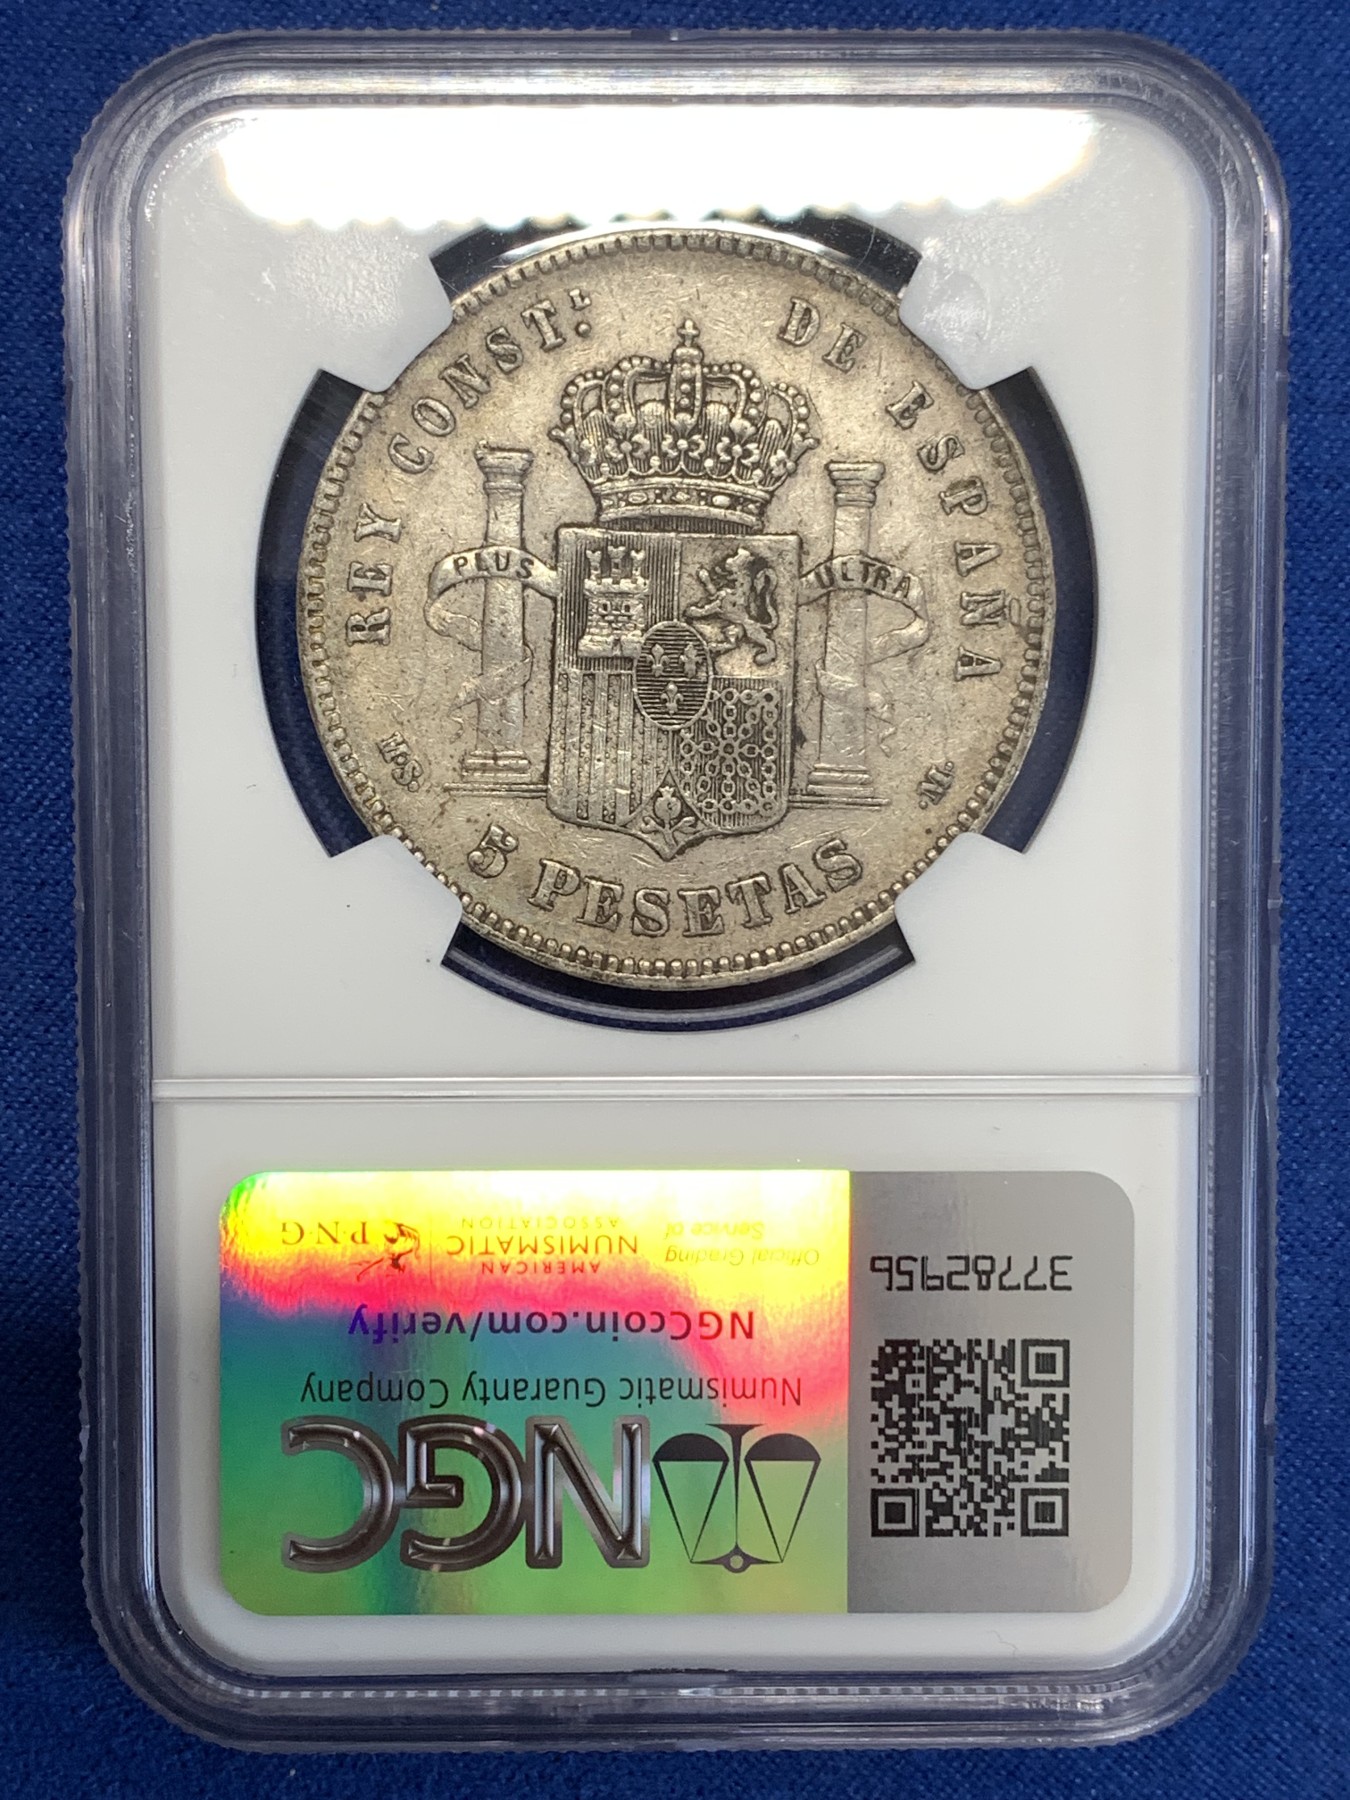 REY CONST.L DE ESPAÑA
PLUS ULTRA
M.S. M.
5 PESETAS
NGC
Numismatic Guaranty Company
NGCcoin.com/verify
Official Grading
Service of
AMERICAN
NUMISMATIC
ASSOCIATION
P·N·G
37782956